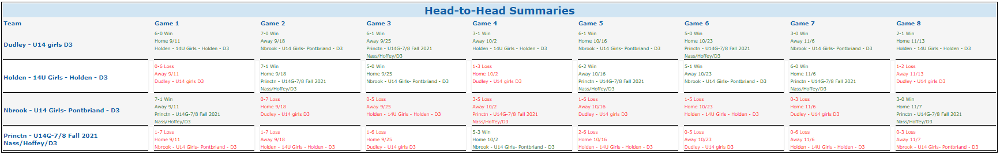 Head-to-Head Summaries
Team Game 1 Game 2 Game 3 Game 4 Game 5 Game 6 Game 7 Game 8
Dudley - U14 girls D3
6-0 Win
Home 9/11
Holden - 14U Girls - Holden - D3
7-0 Win
Away 9/18
Nbrook - U14 Girls- Pontbriand - D3
6-1 Win
Away 9/25
Princtn - U14G-7/8 Fall 2021
Nass/Hoffey/D3
3-1 Win
Away 10/2
Holden - 14U Girls - Holden - D3
6-1 Win
Home 10/16
Nbrook - U14 Girls- Pontbriand - D3
5-0 Win
Home 10/23
Princtn - U14G-7/8 Fall 2021
Nass/Hoffey/D3
3-0 Win
Away 11/6
Nbrook - U14 Girls- Pontbriand - D3
2-1 Win
Home 11/13
Holden - 14U Girls - Holden - D3
Holden - 14U Girls - Holden - D3
0-6 Loss
Away 9/11
Dudley - U14 girls D3
7-1 Win
Home 9/18
Princtn - U14G-7/8 Fall 2021
Nass/Hoffey/D3
5-0 Win
Home 9/25
Nbrook - U14 Girls- Pontbriand - D3
1-3 Loss
Home 10/2
Dudley - U14 girls D3
6-2 Win
Away 10/16
Princtn - U14G-7/8 Fall 2021
Nass/Hoffey/D3
5-1 Win
Away 10/23
Nbrook - U14 Girls- Pontbriand - D3
6-0 Win
Home 11/6
Princtn - U14G-7/8 Fall 2021
Nass/Hoffey/D3
1-2 Loss
Away 11/13
Dudley - U14 girls D3
Nbrook - U14 Girls- Pontbriand - D3
7-1 Win
Away 9/11
Princtn - U14G-7/8 Fall 2021
Nass/Hoffey/D3
0-7 Loss
Home 9/18
Dudley - U14 girls D3
0-5 Loss
Away 9/25
Holden - 14U Girls - Holden - D3
3-5 Loss
Away 10/2
Princtn - U14G-7/8 Fall 2021
Nass/Hoffey/D3
1-6 Loss
Away 10/16
Dudley - U14 girls D3
1-5 Loss
Home 10/23
Holden - 14U Girls - Holden - D3
0-3 Loss
Home 11/6
Dudley - U14 girls D3
3-0 Win
Home 11/7
Princtn - U14G-7/8 Fall 2021
Nass/Hoffey/D3
Princtn - U14G-7/8 Fall 2021
Nass/Hoffey/D3
1-7 Loss
Home 9/11
Nbrook - U14 Girls- Pontbriand - D3
1-7 Loss
Away 9/18
Holden - 14U Girls - Holden - D3
1-6 Loss
Home 9/25
Dudley - U14 girls D3
5-3 Win
Home 10/2
Nbrook - U14 Girls- Pontbriand - D3
2-6 Loss
Home 10/16
Holden - 14U Girls - Holden - D3
0-5 Loss
Away 10/23
Dudley - U14 girls D3
0-6 Loss
Away 11/6
Holden - 14U Girls - Holden - D3
0-3 Loss
Away 11/7
Nbrook - U14 Girls- Pontbriand - D3